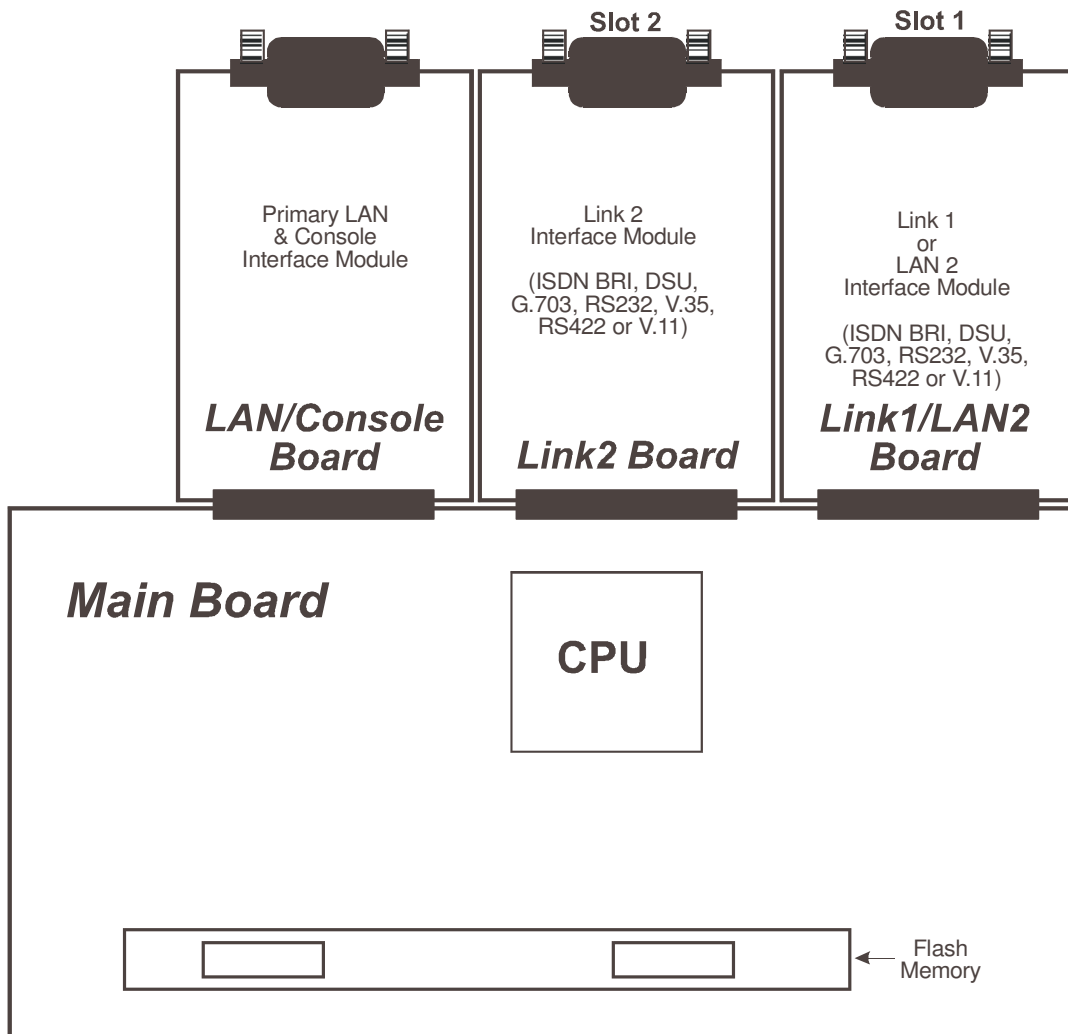 Slot 2
Slot 1
Primary LAN
& Console
Interface Module
LAN/Console
Board
Link 2
Interface Module
(ISDN BRI, DSU,
G.703, RS232, V.35,
RS422 or V.11)
Link2 Board
Link 1
or
LAN 2
Interface Module
(ISDN BRI, DSU,
G.703, RS232, V.35,
RS422 or V.11)
Link1/LAN2
Board
Main Board
CPU
Flash
Memory